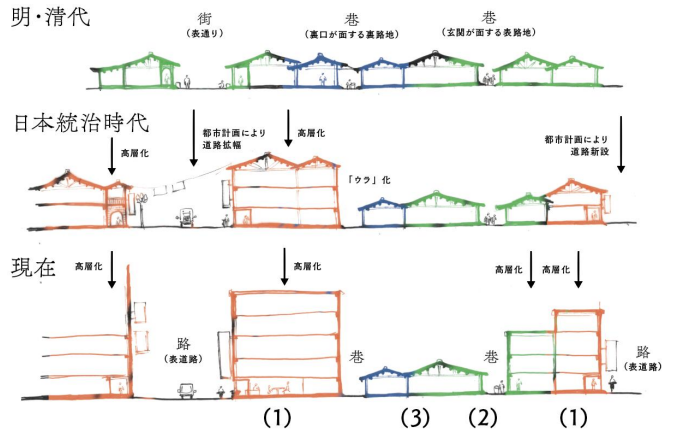 明・清代
街
(表通り)
巷
(裏口が面する裏路地)
巷
(玄関が面する表路地)
日本統治時代
高層化
都市計画により
道路拡幅
高層化
都市計画により
道路新設
「ウラ」化
現在
高層化
高層化
高層化
高層化
路
(表道路)
巷
巷
路
(表道路)
(1)
(3)
(2)
(1)